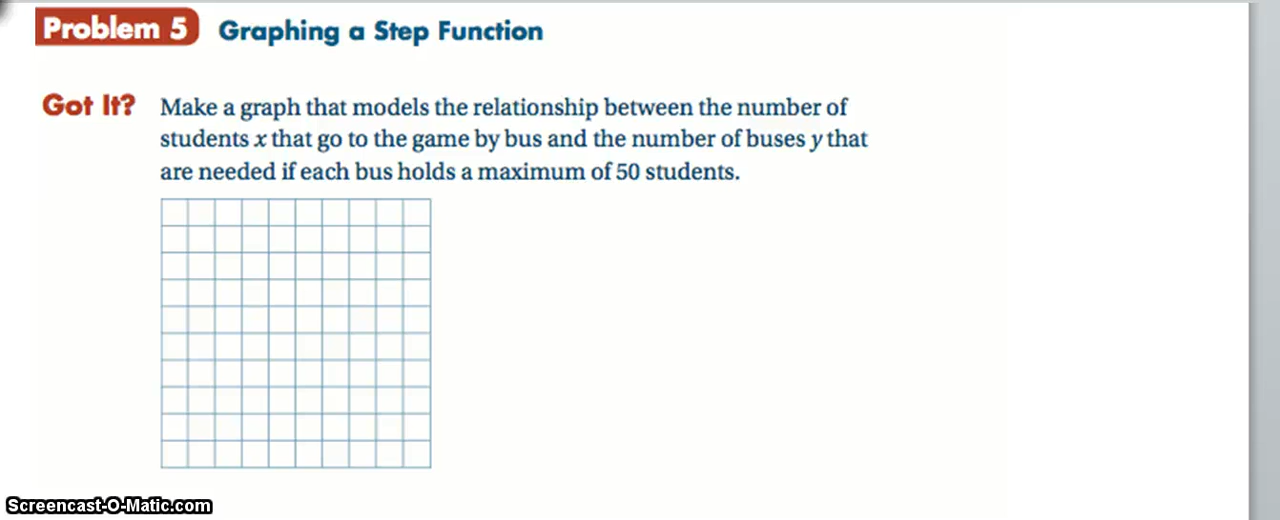 Problem 5 Graphing a Step Function
Got It? Make a graph that models the relationship between the number of
students x that go to the game by bus and the number of buses y that
are needed if each bus holds a maximum of 50 students.
Screencast-O-Matic.com